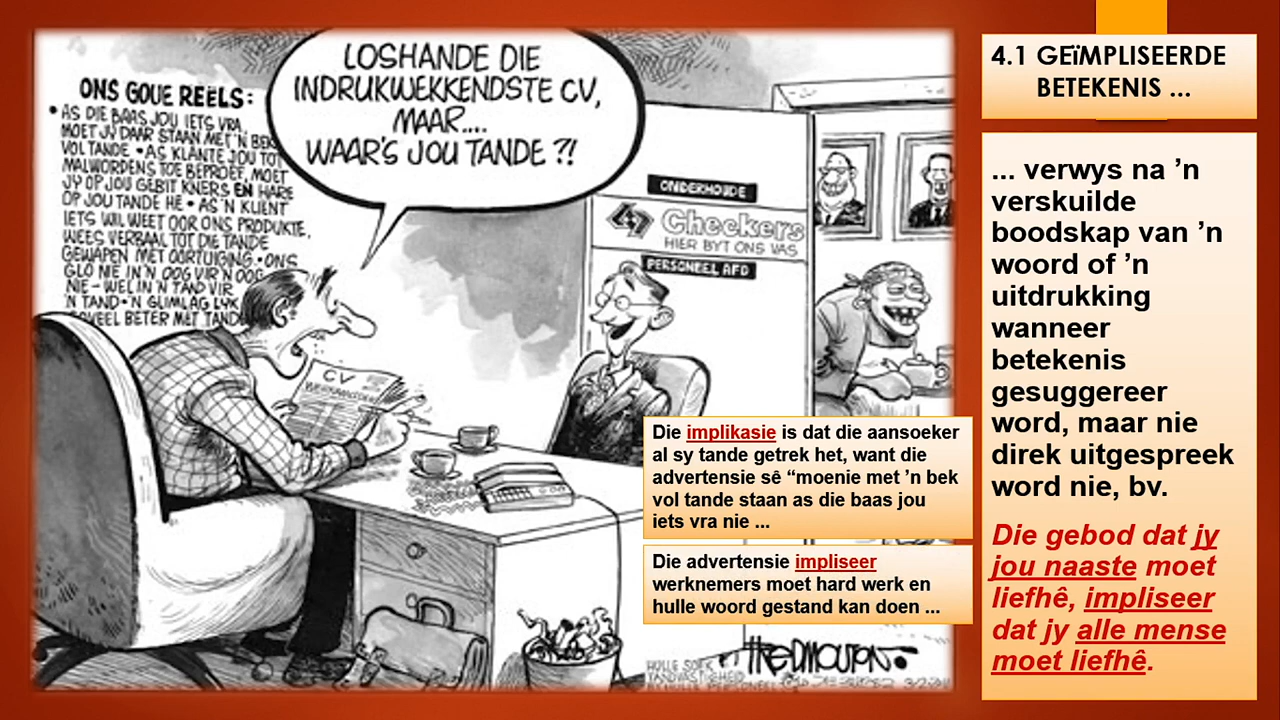 4.1 GEÏMPLISEERDE
BETEKENIS ...
... verwys na ’n
verskuilde
boodskap van ’n
woord of ’n
uitdrukking
wanneer
betekenis
gesuggereer
word, maar nie
direk uitgespreek
word nie, bv.
Die gebod dat jy
jou naaste moet
liefhê, impliseer
dat jy alle mense
moet liefhê.
LOSHANDE DIE
INDRUKWEKKENDSTE CV,
MAAR....
WAAR'S JOU TANDE ?!
ONS GOUE REËLS:
• AS DIE BAAS JOU IETS VRA,
MOET JY DAAR STAAN MET 'N BEK
VOL TANDE • AS KLANTE JOU TOT
MALWORDENS TOE BEPROEF, MOET
JY OP JOU GEBIT KNERS EN HARE
OP JOU TANDE HÊ • AS 'N KLIENT
IETS WIL WEET OOR ONS PRODUKTE,
WEES VERBAAL TOT DIE TANDE
GEWAPEN MET OORTUIGING • ONS
GLO NIE IN 'N OOG VIR 'N OOG
NIE - WEL IN 'N TAND VIR
'N TAND • 'N GLIMLAG LYK
SOVEEL BETER MET TANDE
ONDERHOUDE
Checkers
HIER BYT ONS VAS
PERSONEEL AFD
CV
Die implikasie is dat die aansoeker
al sy tande getrek het, want die
advertensie sê “moenie met ’n bek
vol tande staan as die baas jou
iets vra nie ...
Die advertensie impliseer
werknemers moet hard werk en
hulle woord gestand kan doen ...
HULLE SOEK
TANDVASTIGHEID
FREDMOUTON